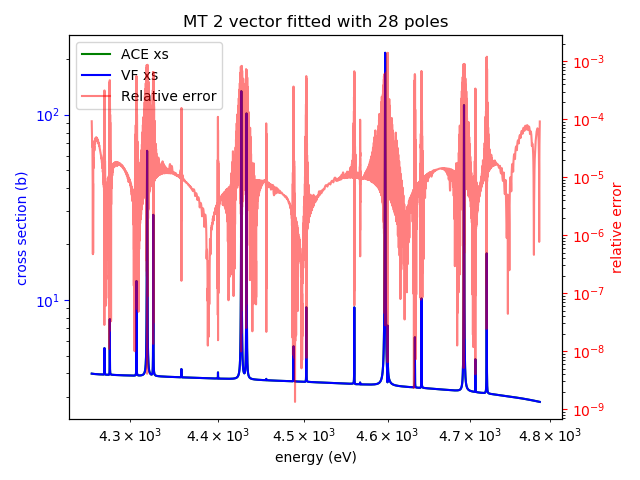 MT 2 vector fitted with 28 poles
ACE xs
VF xs
Relative error
10²
10¹
cross section (b)
10⁻³
10⁻⁴
10⁻⁵
10⁻⁶
10⁻⁷
10⁻⁸
10⁻⁹
relative error
4.3 × 10³ 4.4 × 10³ 4.5 × 10³ 4.6 × 10³ 4.7 × 10³ 4.8 × 10³
energy (eV)